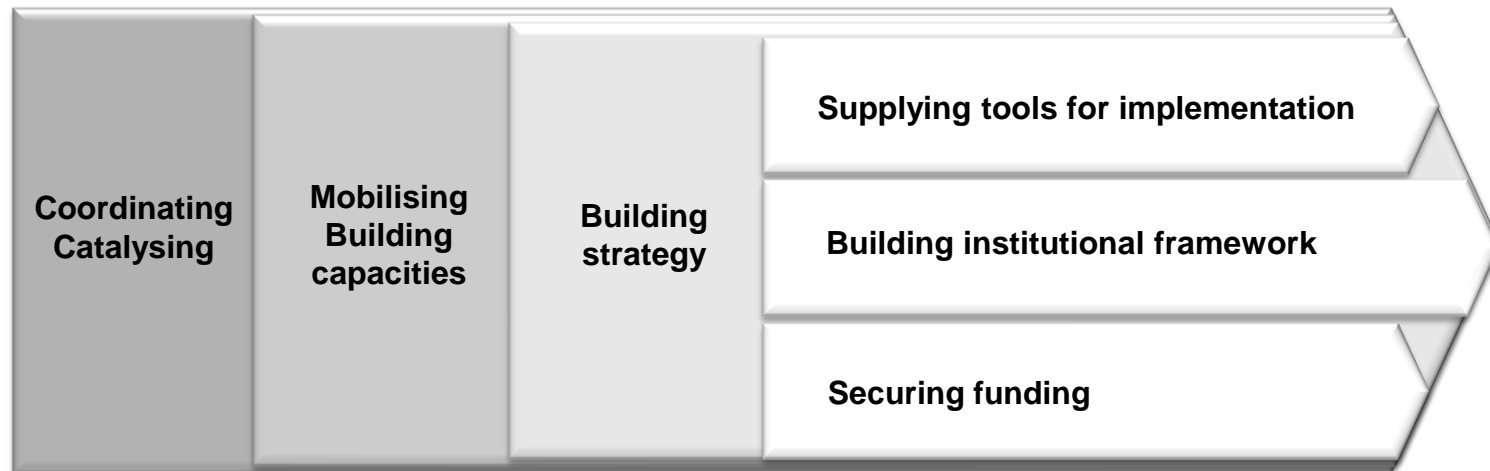 Coordinating
Catalysing
Mobilising
Building
capacities
Building
strategy
Supplying tools for implementation
Building institutional framework
Securing funding